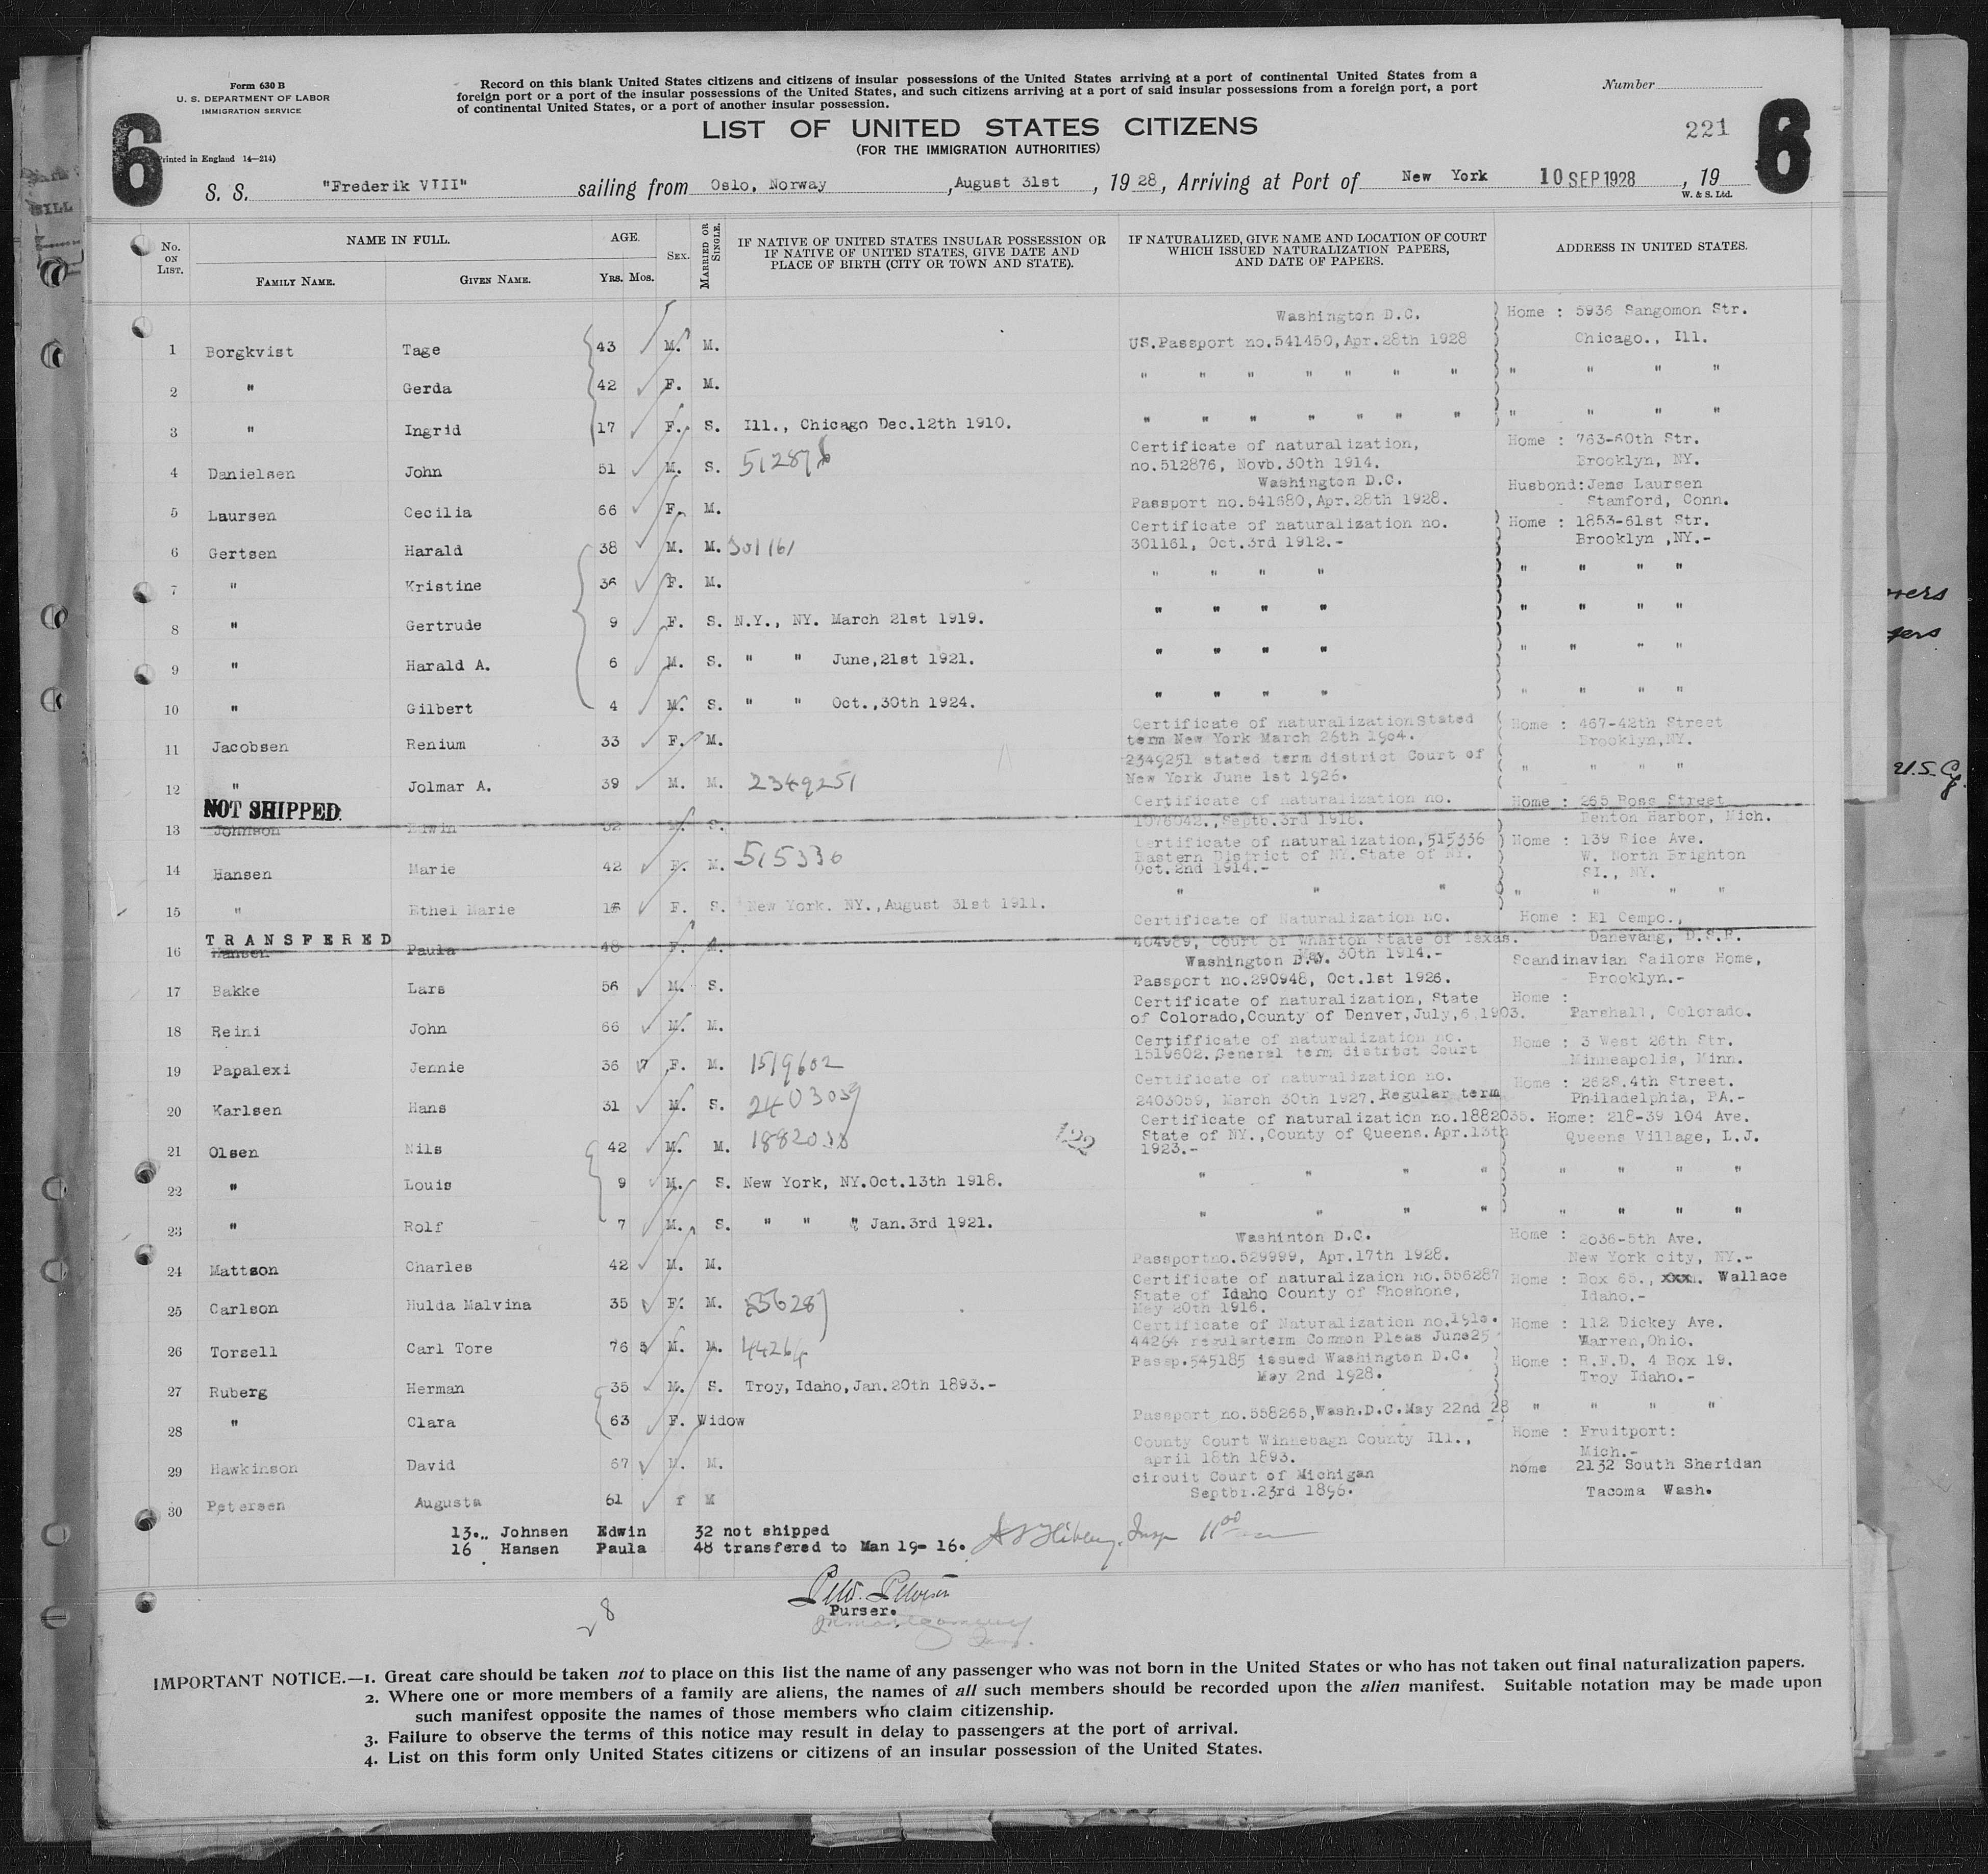 Form 630 B
U. S. DEPARTMENT OF LABOR
IMMIGRATION SERVICE
Record on this blank United States citizens and citizens of insular possessions of the United States arriving at a port of continental United States from a
foreign port or a port of the insular possessions of the United States, and such citizens arriving at a port of said insular possessions from a foreign port, a port
of continental United States, or a port of another insular possession.
Number
6
LIST OF UNITED STATES CITIZENS
221
6
(FOR THE IMMIGRATION AUTHORITIES)
Printed in England 14—214)
S. S. "Frederik VIII" sailing from Oslo, Norway, August 31st, 1928, Arriving at Port of New York 10 SEP 1928, 19
W. & S. Ltd.
No. ON LIST. NAME IN FULL. FAMILY NAME. GIVEN NAME. AGE. YRS. MOS. SEX. MARRIED OR SINGLE. IF NATIVE OF UNITED STATES INSULAR POSSESSION OR IF NATIVE OF UNITED STATES, GIVE DATE AND PLACE OF BIRTH (CITY OR TOWN AND STATE). IF NATURALIZED, GIVE NAME AND LOCATION OF COURT WHICH ISSUED NATURALIZATION PAPERS, AND DATE OF PAPERS. ADDRESS IN UNITED STATES.
1 Borgkvist Tage 43 M. M. Washington D.C. US.Passport no.541450,Apr.28th 1928 Home : 5936 Sangomon Str. Chicago., Ill.
2 " Gerda 42 F. M. " " " " " " " " " " " "
3 " Ingrid 17 F. S. Ill., Chicago Dec.12th 1910. " " " " " " " " " " "
4 Danielsen John 51 M. S. 512876 Certificate of naturalization, no.512876, Novb.30th 1914. Home : 763-60th Str. Brooklyn, NY.
5 Laursen Cecilia 66 F. M. Washington D.C. Passport no.541680,Apr.28th 1928. Husbond:Jens Laursen Stamford, Conn.
6 Gertsen Harald 38 M. M. 301161 Certificate of naturalization no. 301161, Oct.3rd 1912.- Home : 1853-61st Str. Brooklyn ,NY.-
7 " Kristine 36 F. M. " " " " " " " "
8 " Gertrude 9 F. S. N.Y., NY. March 21st 1919. " " " " " " " "
9 " Harald A. 6 M. S. " " June,21st 1921. " " " " " " " "
10 " Gilbert 4 M. S. " " Oct.,30th 1924. " " " " " " " "
11 Jacobsen Renium 33 F. M. Certificate of naturalization stated term New York March 26th 1904. Home : 467-42th Street Brooklyn,NY.
12 " Jolmar A. 39 M. M. 2349251 2349251 stated term district Court of New York June 1st 1926. " " " "
NOT SHIPPED
13 Johnson Edwin 32 M. S. Certificate of naturalization no. 1078042.,Septb.3rd 1918. Home : 265 Ross Street Benton Harbor, Mich.
14 Hansen Marie 42 F. M. 515336 Certificate of naturalization,515336 Eastern District of NY.State of NY. Oct.2nd 1914.- Home : 139 Rice Ave. W. North Brighton SI., NY.
15 " Ethel Marie 16 F. S. New York. NY.,August 31st 1911. " " " " " " "
TRANSFERED
16 Hansen Paula 48 F. M. Certificate of Naturalization no. 404989, Court of Wharton State of Texas. May 30th 1914.- Home : El Cempo., Danevang, U.S.A.
17 Bakke Lars 56 M. S. Washington D.C. Passport no.290948, Oct.1st 1926. Scandinavian Sailors Home, Brooklyn.-
18 Reini John 66 M. M. Certificate of naturalization, State of Colorado,County of Denver,July,6,1903. Home : Parshall, Colorado.
19 Papalexi Jennie 36 7 F. M. 1519602 Certifficate of naturalization no. 1519602. General term district Court Home : 3 West 26th Str. Minneapolis, Minn.
20 Karlsen Hans 31 M. S. 2403059 Certificate of naturalization no. 2403059, March 30th 1927. Regular term Home : 2628.4th Street. Philadelphia, PA.-
21 Olsen Nils 42 M. M. 1882035 122 Certificate of naturalization no.1882035. State of NY.,County of Queens. Apr.13th 1923.- Home: 218-39 104 Ave. Queens Village, L.J.
22 " Louis 9 M. S. New York, NY.Oct.13th 1918. " " " " " " " "
23 " Rolf 7 M. S. " " " Jan.3rd 1921. " " " " " " " "
24 Mattson Charles 42 M. M. Washinton D.C. Passportno.529999, Apr.17th 1928. Home : 2036-5th Ave. New York city, NY.-
25 Carlson Hulda Malvina 35 F. M. 556287 Certificate of naturalizaion no.556287 State of Idaho County of Shoshone, May 20th 1916. Home : Box 65., xxx. Wallace Idaho.-
26 Torsell Carl Tore 76 5 M. M. 44264 Certificate of Naturalization no.1910. 44264 regularterm Common Pleas June25 Home : 112 Dickey Ave. Warren,Ohio.
27 Ruberg Herman 35 M. S. Troy, Idaho,Jan.20th 1893.- Passp.545185 issued Washington D.C. May 2nd 1928. Home : R.F.D. 4 Box 19. Troy Idaho.-
28 " Clara 63 F. Widow Passport no.558265,Wash.D.C.May 22nd 28 " " " "
29 Hawkinson David 67 M. M. County Court Winnebagn County Ill., april 18th 1893. Home : Fruitport: Mich.-
30 Petersen Augusta 61 f M circuit Court of Michigan Septbr.23rd 1896. home 2132 South Sheridan Tacoma Wash.
13.,, Johnsen Edwin 32 not shipped
16 Hansen Paula 48 transfered to Man 19- 16. Insp 11 00
28
Purser.
IMPORTANT NOTICE.—1. Great care should be taken not to place on this list the name of any passenger who was not born in the United States or who has not taken out final naturalization papers.
2. Where one or more members of a family are aliens, the names of all such members should be recorded upon the alien manifest. Suitable notation may be made upon
such manifest opposite the names of those members who claim citizenship.
3. Failure to observe the terms of this notice may result in delay to passengers at the port of arrival.
4. List on this form only United States citizens or citizens of an insular possession of the United States.
U.S. Cy.